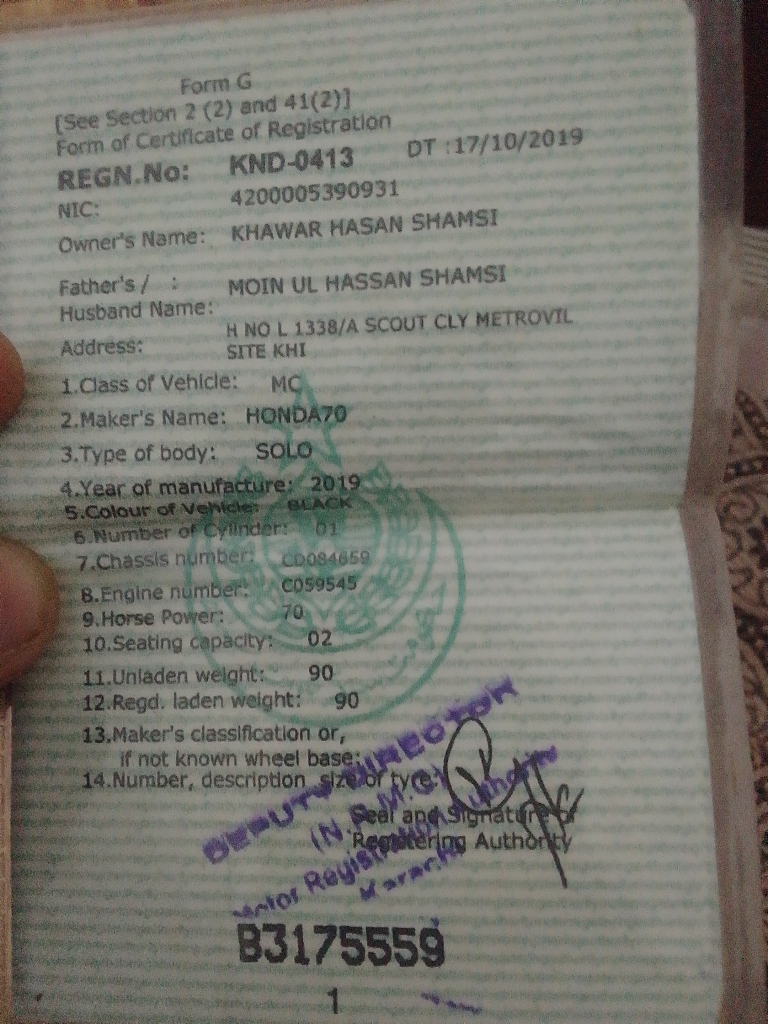 Form G
[See Section 2 (2) and 41(2)]
Form of Certificate of Registration
REGN.No: KND-0413 DT :17/10/2019
NIC: 4200005390931
Owner's Name: KHAWAR HASAN SHAMSI
Father's / : MOIN UL HASSAN SHAMSI
Husband Name:
Address: H NO L 1338/A SCOUT CLY METROVIL
SITE KHI
1.Class of Vehicle: MC
2.Maker's Name: HONDA70
3.Type of body: SOLO
4.Year of manufacture: 2019
5.Colour of Vehicle: BLACK
6.Number of Cylinder: 01
7.Chassis number: CD084659
8.Engine number: C059545
9.Horse Power: 70
10.Seating capacity: 02
11.Unladen weight: 90
12.Regd. laden weight: 90
13.Maker's classification or,
if not known wheel base:
14.Number, description size of tyre:
Seal and Signature of
Registering Authority
DEPUTY DIRECTOR
Motor Registration Authority
Karachi
B3175559
1